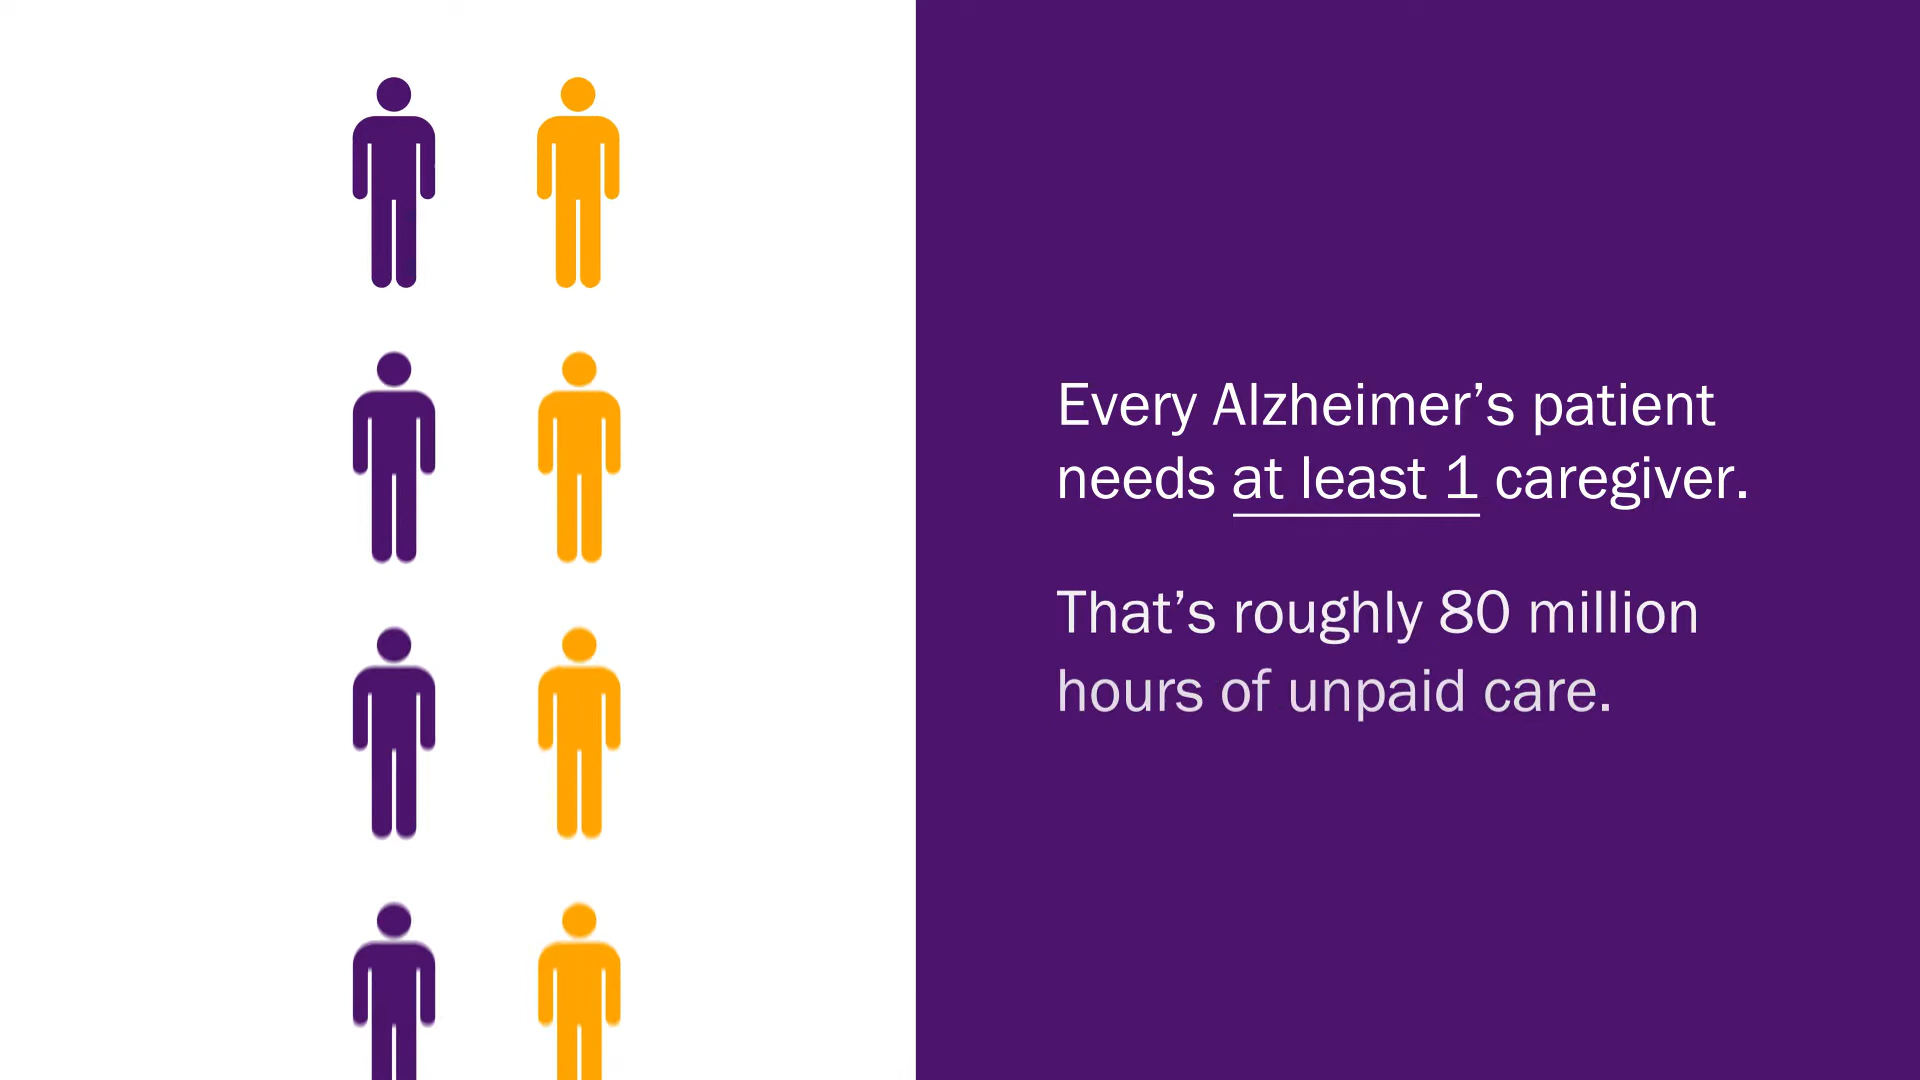 Every Alzheimer’s patient
needs at least 1 caregiver.
That’s roughly 80 million
hours of unpaid care.